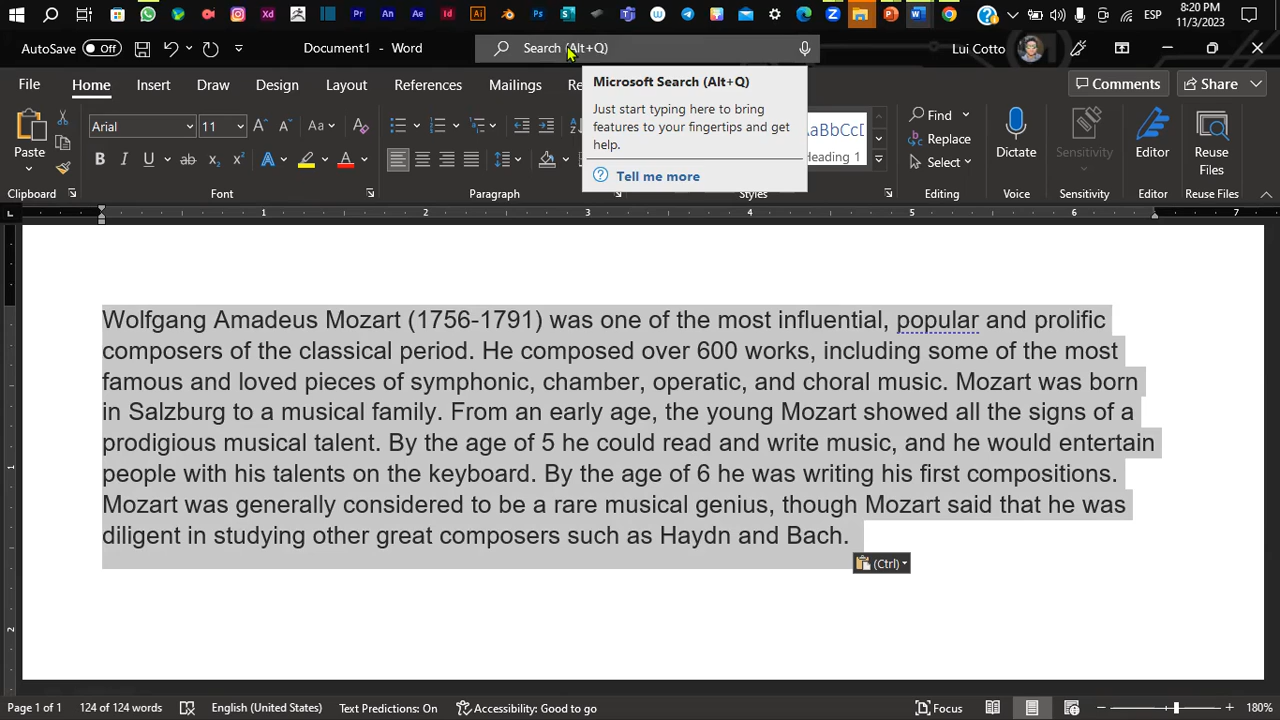 8:20 PM
ESP
11/3/2023
AutoSave Off
Document1 - Word
Search (Alt+Q)
Lui Cotto
File Home Insert Draw Design Layout References Mailings
Comments Share
Microsoft Search (Alt+Q)
Just start typing here to bring
features to your fingertips and get
help.
Tell me more
Paste
Clipboard
Arial 11
Font
Paragraph
AaBbCcD
Heading 1
Styles
Find
Replace
Select
Editing
Dictate
Voice
Sensitivity
Sensitivity
Editor
Editor
Reuse
Files
Reuse Files
1 2 3 4 5 6 7
Wolfgang Amadeus Mozart (1756-1791) was one of the most influential, popular and prolific
composers of the classical period. He composed over 600 works, including some of the most
famous and loved pieces of symphonic, chamber, operatic, and choral music. Mozart was born
in Salzburg to a musical family. From an early age, the young Mozart showed all the signs of a
prodigious musical talent. By the age of 5 he could read and write music, and he would entertain
people with his talents on the keyboard. By the age of 6 he was writing his first compositions.
Mozart was generally considered to be a rare musical genius, though Mozart said that he was
diligent in studying other great composers such as Haydn and Bach.
(Ctrl)
Page 1 of 1 124 of 124 words English (United States) Text Predictions: On Accessibility: Good to go Focus 180%